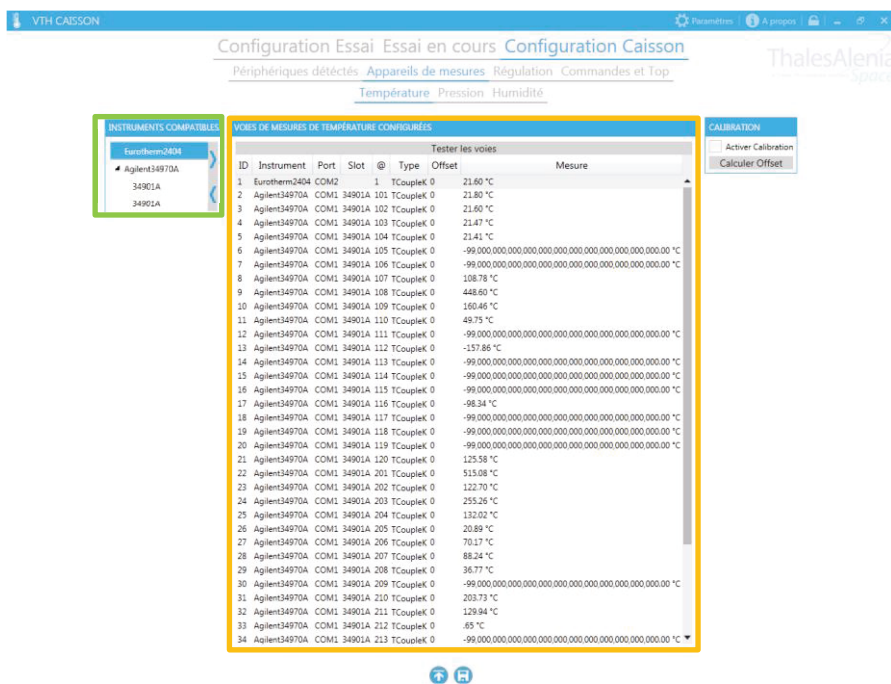 VTH CAISSON
Paramètres A propos
Configuration Essai Essai en cours Configuration Caisson
ThalesAlenia
Space
Périphériques détéctés Appareils de mesures Régulation Commandes et Top
Température Pression Humidité
INSTRUMENTS COMPATIBLES
Eurotherm2404
Agilent34970A
34901A
34901A
VOIES DE MESURES DE TEMPÉRATURE CONFIGURÉES
Tester les voies
ID Instrument Port Slot @ Type Offset Mesure
1 Eurotherm2404 COM2 1 TCoupleK 0 21.60 °C
2 Agilent34970A COM1 34901A 101 TCoupleK 0 21.80 °C
3 Agilent34970A COM1 34901A 102 TCoupleK 0 21.60 °C
4 Agilent34970A COM1 34901A 103 TCoupleK 0 21.47 °C
5 Agilent34970A COM1 34901A 104 TCoupleK 0 21.41 °C
6 Agilent34970A COM1 34901A 105 TCoupleK 0 -99,000,000,000,000,000,000,000,000,000,000,000,000.00 °C
7 Agilent34970A COM1 34901A 106 TCoupleK 0 -99,000,000,000,000,000,000,000,000,000,000,000,000.00 °C
8 Agilent34970A COM1 34901A 107 TCoupleK 0 108.78 °C
9 Agilent34970A COM1 34901A 108 TCoupleK 0 448.60 °C
10 Agilent34970A COM1 34901A 109 TCoupleK 0 160.46 °C
11 Agilent34970A COM1 34901A 110 TCoupleK 0 49.75 °C
12 Agilent34970A COM1 34901A 111 TCoupleK 0 -99,000,000,000,000,000,000,000,000,000,000,000,000.00 °C
13 Agilent34970A COM1 34901A 112 TCoupleK 0 -157.86 °C
14 Agilent34970A COM1 34901A 113 TCoupleK 0 -99,000,000,000,000,000,000,000,000,000,000,000,000.00 °C
15 Agilent34970A COM1 34901A 114 TCoupleK 0 -99,000,000,000,000,000,000,000,000,000,000,000,000.00 °C
16 Agilent34970A COM1 34901A 115 TCoupleK 0 -99,000,000,000,000,000,000,000,000,000,000,000,000.00 °C
17 Agilent34970A COM1 34901A 116 TCoupleK 0 -98.34 °C
18 Agilent34970A COM1 34901A 117 TCoupleK 0 -99,000,000,000,000,000,000,000,000,000,000,000,000.00 °C
19 Agilent34970A COM1 34901A 118 TCoupleK 0 -99,000,000,000,000,000,000,000,000,000,000,000,000.00 °C
20 Agilent34970A COM1 34901A 119 TCoupleK 0 -99,000,000,000,000,000,000,000,000,000,000,000,000.00 °C
21 Agilent34970A COM1 34901A 120 TCoupleK 0 125.58 °C
22 Agilent34970A COM1 34901A 201 TCoupleK 0 515.08 °C
23 Agilent34970A COM1 34901A 202 TCoupleK 0 122.70 °C
24 Agilent34970A COM1 34901A 203 TCoupleK 0 255.26 °C
25 Agilent34970A COM1 34901A 204 TCoupleK 0 132.02 °C
26 Agilent34970A COM1 34901A 205 TCoupleK 0 20.89 °C
27 Agilent34970A COM1 34901A 206 TCoupleK 0 70.17 °C
28 Agilent34970A COM1 34901A 207 TCoupleK 0 88.24 °C
29 Agilent34970A COM1 34901A 208 TCoupleK 0 36.77 °C
30 Agilent34970A COM1 34901A 209 TCoupleK 0 -99,000,000,000,000,000,000,000,000,000,000,000,000.00 °C
31 Agilent34970A COM1 34901A 210 TCoupleK 0 203.73 °C
32 Agilent34970A COM1 34901A 211 TCoupleK 0 129.94 °C
33 Agilent34970A COM1 34901A 212 TCoupleK 0 .65 °C
34 Agilent34970A COM1 34901A 213 TCoupleK 0 -99,000,000,000,000,000,000,000,000,000,000,000,000.00 °C
CALIBRATION
Activer Calibration
Calculer Offset